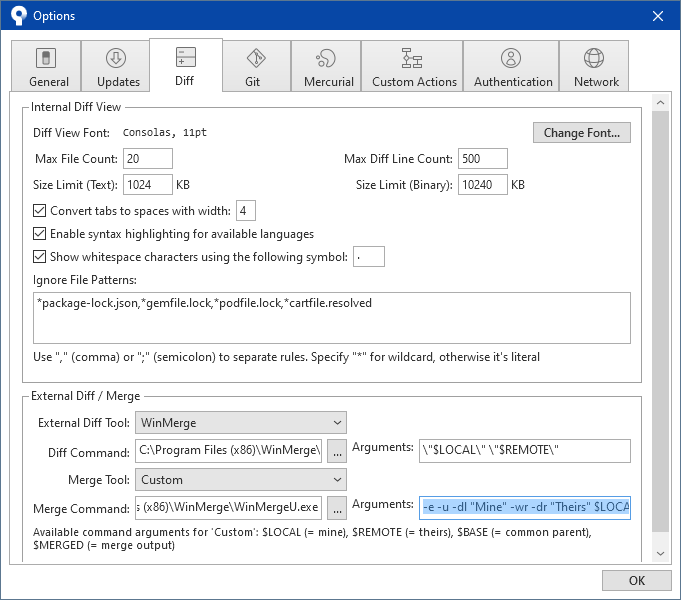 Options
General Updates Diff Git Mercurial Custom Actions Authentication Network
Internal Diff View
Diff View Font: Consolas, 11pt Change Font...
Max File Count: 20 Max Diff Line Count: 500
Size Limit (Text): 1024 KB Size Limit (Binary): 10240 KB
Convert tabs to spaces with width: 4
Enable syntax highlighting for available languages
Show whitespace characters using the following symbol: ·
Ignore File Patterns:
*package-lock.json,*gemfile.lock,*podfile.lock,*cartfile.resolved
Use "," (comma) or ";" (semicolon) to separate rules. Specify "*" for wildcard, otherwise it's literal
External Diff / Merge
External Diff Tool: WinMerge
Diff Command: C:\Program Files (x86)\WinMerge\ ... Arguments: \"$LOCAL\" \"$REMOTE\"
Merge Tool: Custom
Merge Command: s (x86)\WinMerge\WinMergeU.exe ... Arguments: -e -u -dl "Mine" -wr -dr "Theirs" $LOCA
Available command arguments for 'Custom': $LOCAL (= mine), $REMOTE (= theirs), $BASE (= common parent),
$MERGED (= merge output)
OK